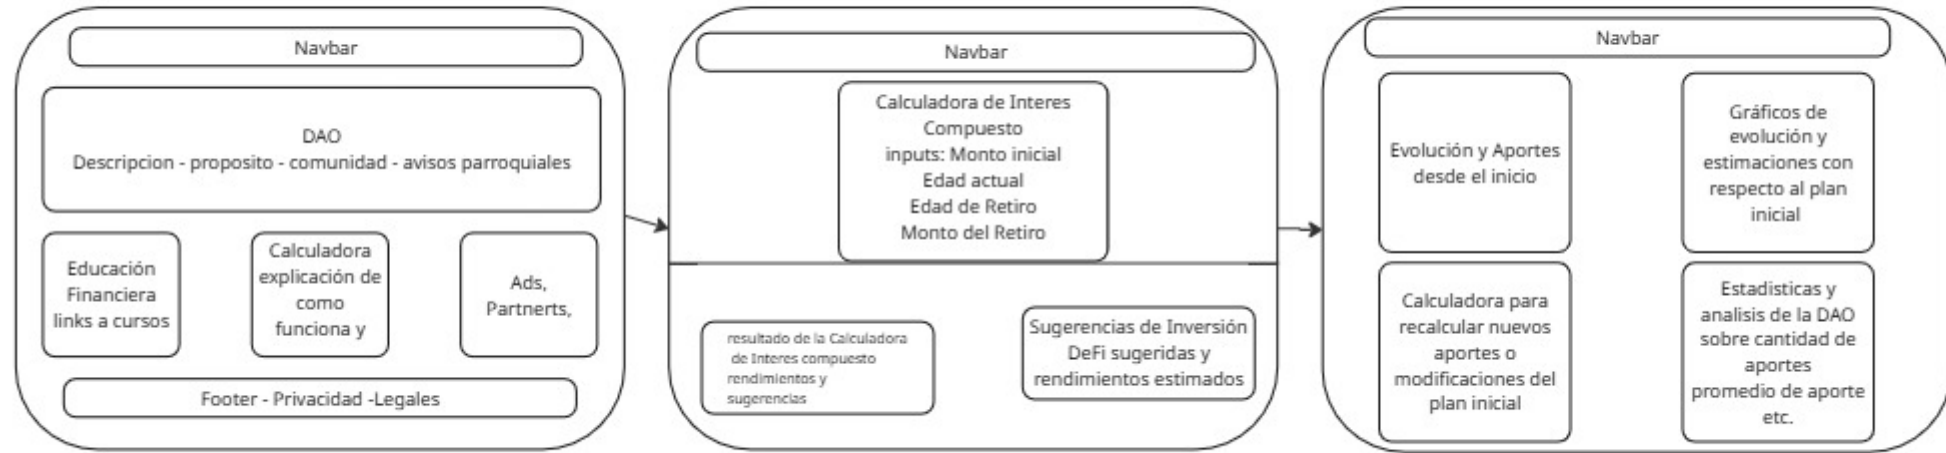 Navbar
DAO
Descripcion - proposito - comunidad - avisos parroquiales
Educación
Financiera
links a cursos
Calculadora
explicación de
como
funciona y
Ads,
Partnerts,
Footer - Privacidad -Legales
Navbar
Calculadora de Interes
Compuesto
inputs: Monto inicial
Edad actual
Edad de Retiro
Monto del Retiro
resultado de la Calculadora
de Interes compuesto
rendimientos y
sugerencias
Sugerencias de Inversión
DeFi sugeridas y
rendimientos estimados
Navbar
Evolución y Aportes
desde el inicio
Gráficos de
evolución y
estimaciones con
respecto al plan
inicial
Calculadora para
recalcular nuevos
aportes o
modificaciones del
plan inicial
Estadisticas y
analisis de la DAO
sobre cantidad de
aportes
promedio de aporte
etc.